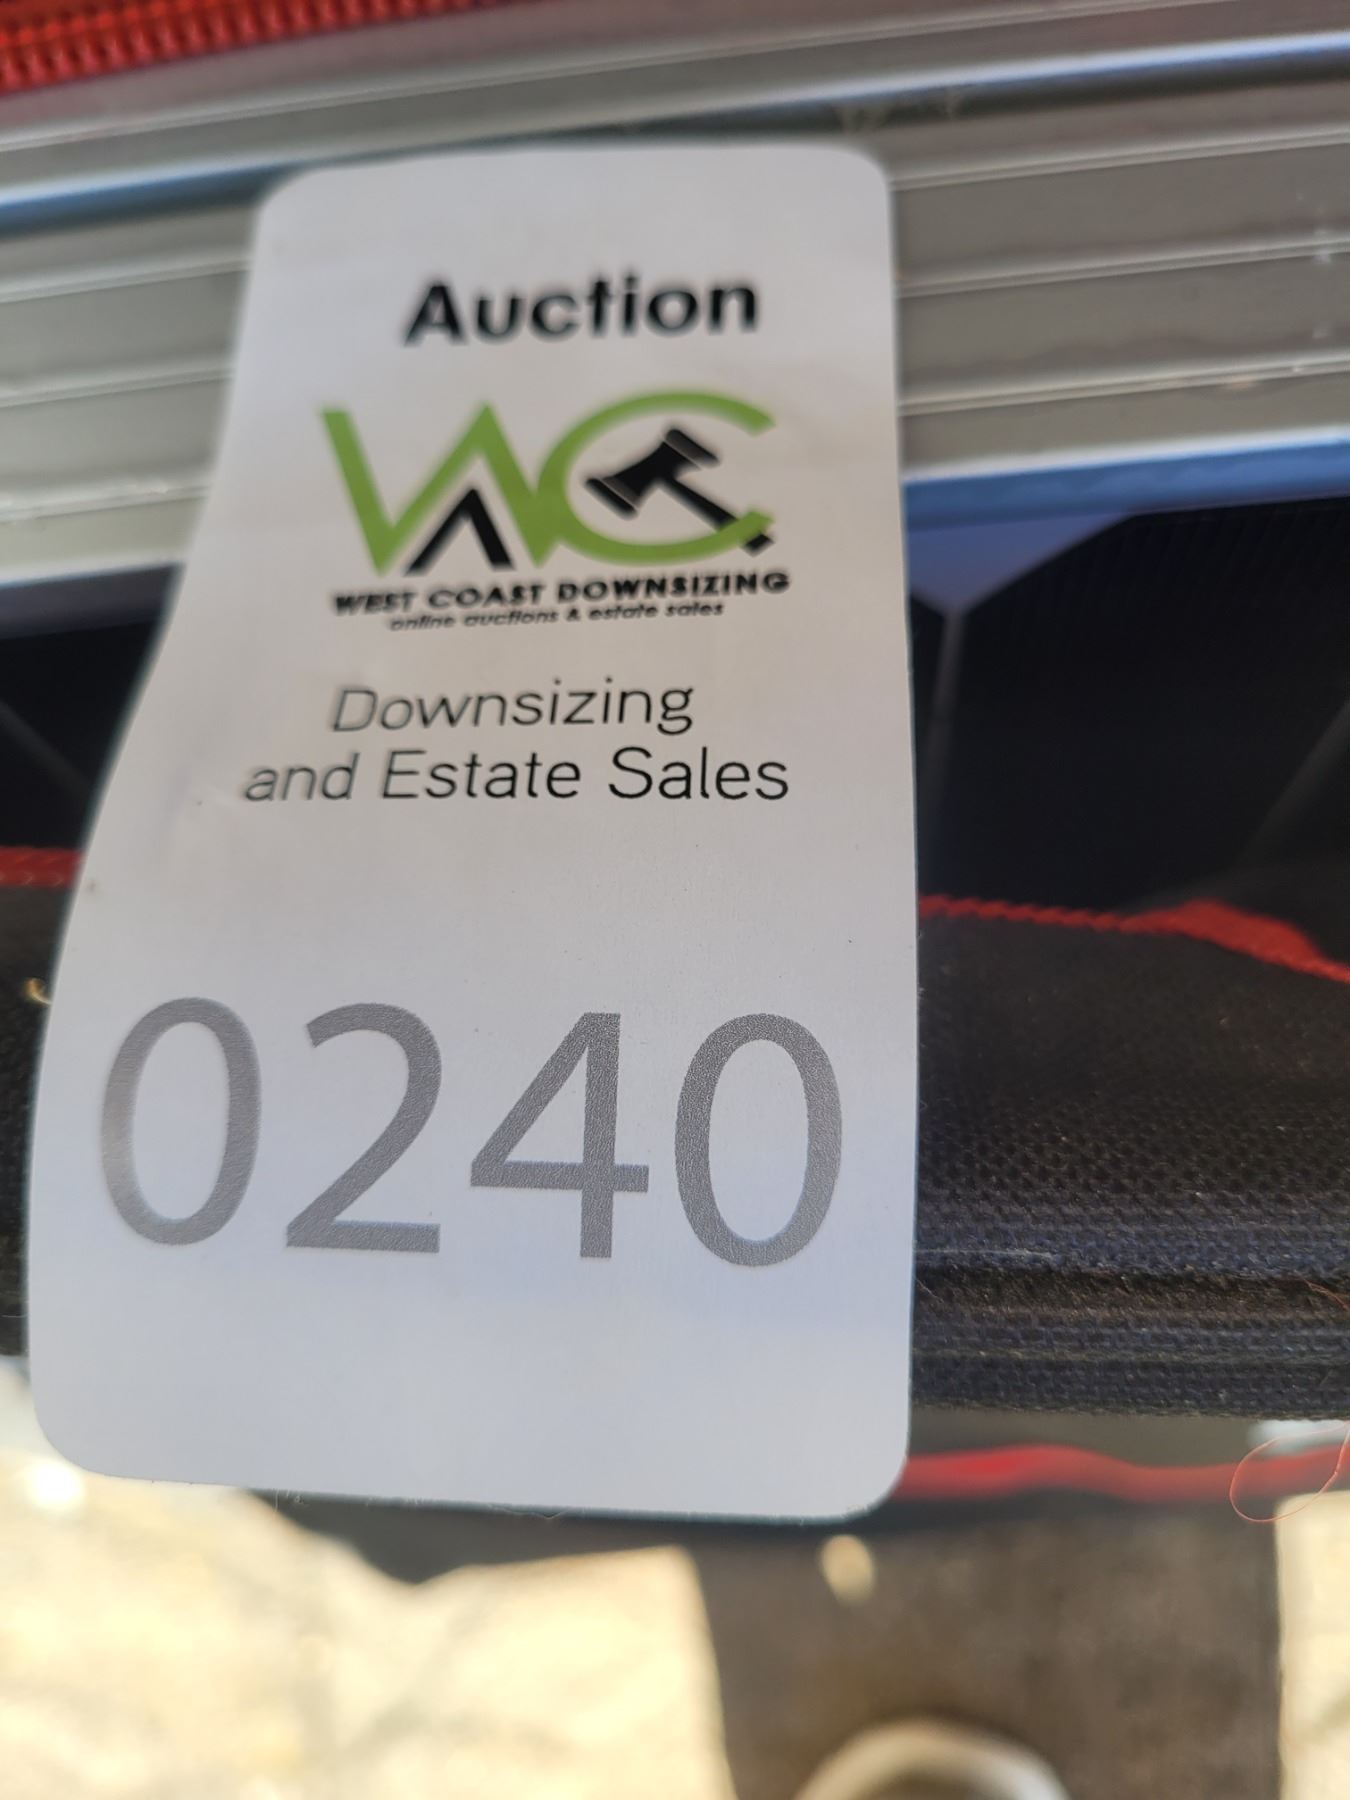 Auction
WC
WEST COAST DOWNSIZING
online auctions & estate sales
Downsizing
and Estate Sales
0240